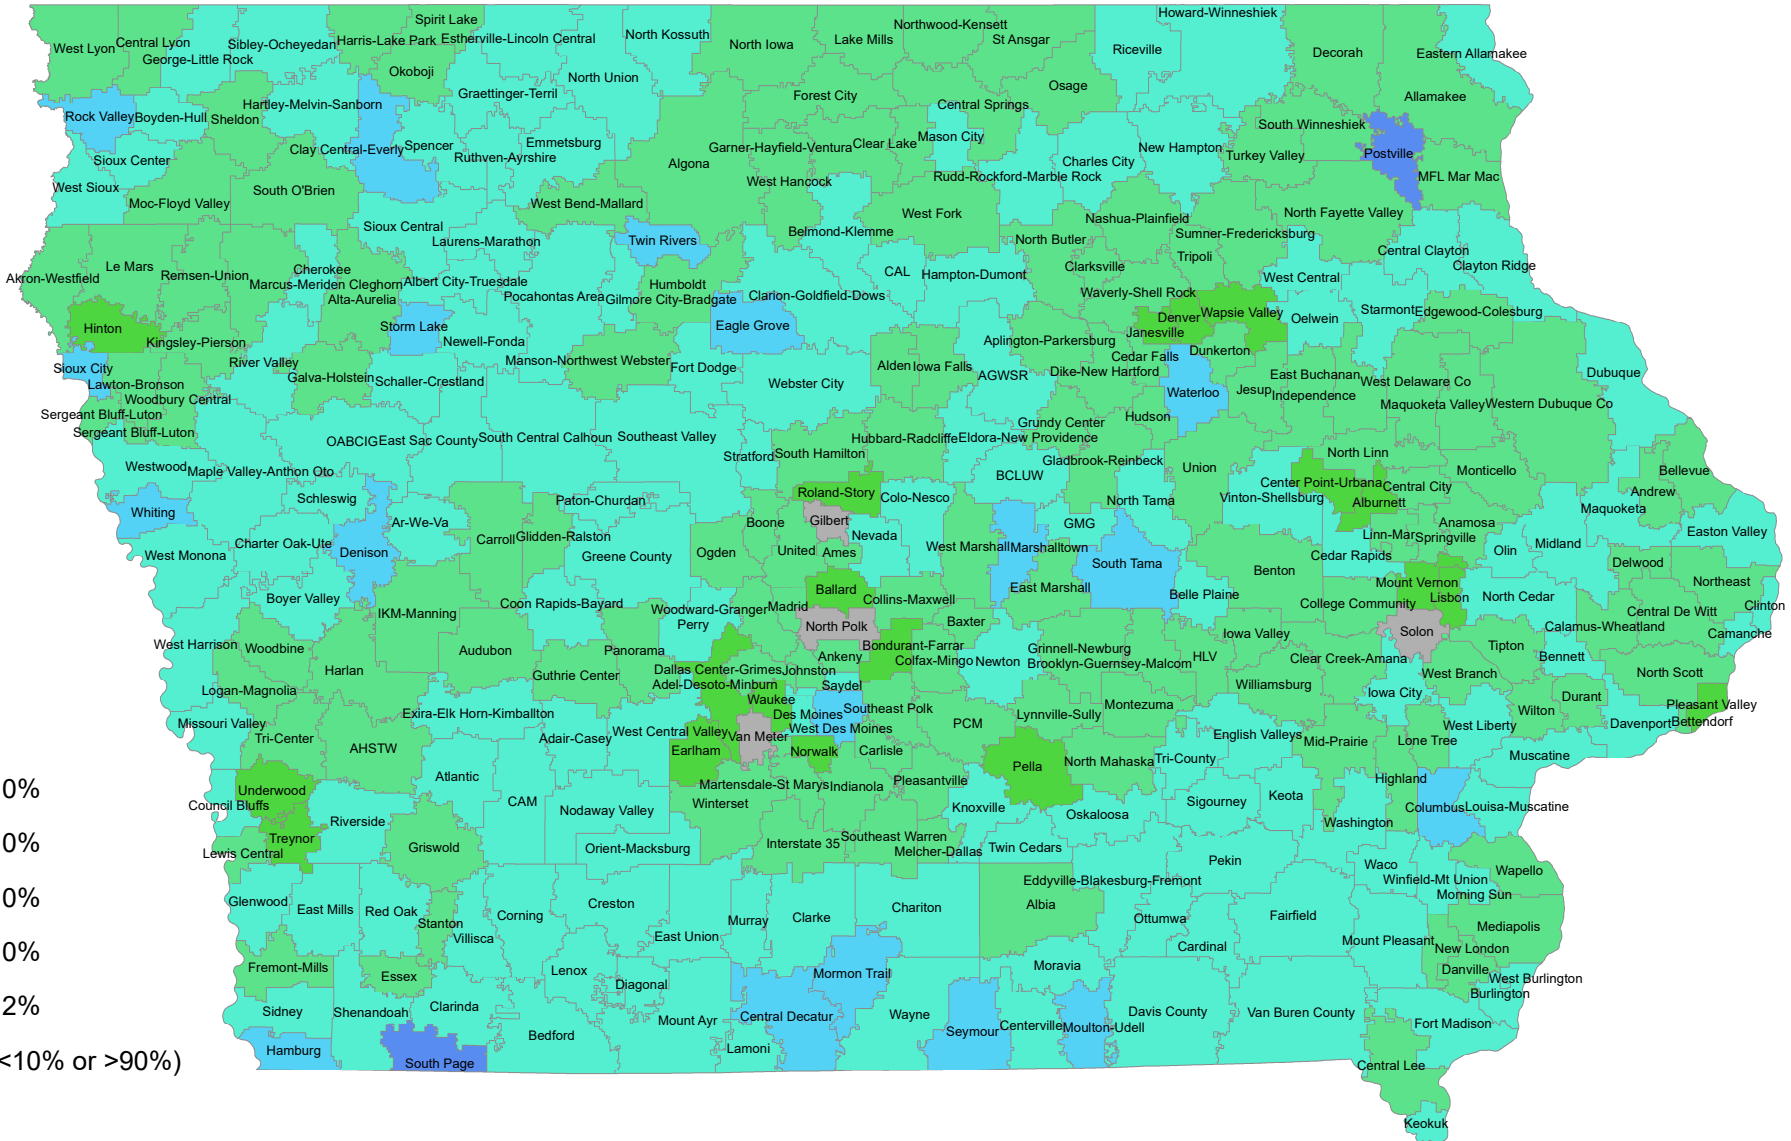 Spirit Lake
Howard-Winneshiek
Northwood-Kensett
West Lyon
Central Lyon
Sibley-Ocheyedan
Harris-Lake Park
Estherville-Lincoln Central
North Kossuth
North Iowa
Lake Mills
St Ansgar
Riceville
Decorah
Eastern Allamakee
George-Little Rock
Okoboji
North Union
Graettinger-Terril
Forest City
Osage
Allamakee
Rock Valley
Boyden-Hull
Sheldon
Hartley-Melvin-Sanborn
Central Springs
South Winneshiek
Sioux Center
Clay Central-Everly
Spencer
Ruthven-Ayrshire
Emmetsburg
Algona
Garner-Hayfield-Ventura
Clear Lake
Mason City
Charles City
New Hampton
Turkey Valley
Postville
West Sioux
Moc-Floyd Valley
South O'Brien
West Bend-Mallard
West Hancock
Rudd-Rockford-Marble Rock
MFL Mar Mac
Sioux Central
Laurens-Marathon
Twin Rivers
Belmond-Klemme
West Fork
North Butler
Nashua-Plainfield
Sumner-Fredericksburg
North Fayette Valley
Akron-Westfield
Le Mars
Remsen-Union
Marcus-Meriden Cleghorn
Cherokee
Alta-Aurelia
Albert City-Truesdale
Pocahontas Area
Gilmore City-Bradgate
Humboldt
Clarion-Goldfield-Dows
CAL
Hampton-Dumont
Clarksville
Tripoli
West Central
Central Clayton
Clayton Ridge
Hinton
Kingsley-Pierson
Storm Lake
Newell-Fonda
Eagle Grove
Waverly-Shell Rock
Denver
Janesville
Wapsie Valley
Oelwein
Starmont
Edgewood-Colesburg
Sioux City
Lawton-Bronson
Woodbury Central
River Valley
Galva-Holstein
Schaller-Crestland
Manson-Northwest Webster
Fort Dodge
Webster City
Alden
Iowa Falls
AGWSR
Aplington-Parkersburg
Dike-New Hartford
Cedar Falls
Dunkerton
Waterloo
Jesup
East Buchanan
Independence
West Delaware Co
Maquoketa Valley
Western Dubuque Co
Dubuque
Sergeant Bluff-Luton
Sergeant Bluff-Luton
OABCIG
East Sac County
South Central Calhoun
Southeast Valley
Stratford
South Hamilton
Hubbard-Radcliffe
Eldora-New Providence
Grundy Center
Hudson
Westwood
Maple Valley-Anthon Oto
Schleswig
BCLUW
Gladbrook-Reinbeck
Union
North Linn
Monticello
Bellevue
Whiting
Ar-We-Va
Paton-Churdan
Roland-Story
Colo-Nesco
North Tama
Vinton-Shellsburg
Center Point-Urbana
Alburnett
Central City
Andrew
Maquoketa
Charter Oak-Ute
Denison
Carroll
Glidden-Ralston
Greene County
Ogden
Boone
Gilbert
Nevada
United
Ames
West Marshall
Marshalltown
GMG
Linn-Mar
Springville
Anamosa
Easton Valley
West Monona
Boyer Valley
East Marshall
South Tama
Benton
Cedar Rapids
Olin
Midland
Delwood
IKM-Manning
Coon Rapids-Bayard
Woodward-Granger
Perry
Madrid
Ballard
Collins-Maxwell
Belle Plaine
College Community
Mount Vernon
Lisbon
North Cedar
Northeast
Central De Witt
Clinton
West Harrison
Woodbine
Audubon
Panorama
North Polk
Baxter
Iowa Valley
Solon
Calamus-Wheatland
Camanche
Harlan
Guthrie Center
Dallas Center-Grimes
Johnston
Ankeny
Bondurant-Farrar
Colfax-Mingo
Newton
Grinnell-Newburg
Brooklyn-Guernsey-Malcom
HLV
Clear Creek-Amana
Tipton
Bennett
West Branch
North Scott
Logan-Magnolia
Adel-Desoto-Minburn
Saydel
Waukee
Williamsburg
Iowa City
Durant
Missouri Valley
Exira-Elk Horn-Kimballton
Des Moines
Southeast Polk
Lynnville-Sully
Montezuma
West Liberty
Wilton
Davenport
Pleasant Valley
Bettendorf
Tri-Center
AHSTW
Adair-Casey
West Central Valley
Van Meter
West Des Moines
PCM
English Valleys
Mid-Prairie
Lone Tree
Earlham
Norwalk
Carlisle
Pella
North Mahaska
Tri-County
Muscatine
Atlantic
Martensdale-St Marys
Indianola
Pleasantville
Highland
0%
Underwood
Council Bluffs
CAM
Nodaway Valley
Winterset
Knoxville
Oskaloosa
Sigourney
Keota
Washington
Columbus
Louisa-Muscatine
Riverside
0%
Treynor
Lewis Central
Griswold
Orient-Macksburg
Interstate 35
Southeast Warren
Melcher-Dallas
Twin Cedars
Pekin
Waco
Winfield-Mt Union
Wapello
Morning Sun
0%
Glenwood
East Mills
Red Oak
Stanton
Villisca
Corning
Creston
Murray
Clarke
Chariton
Eddyville-Blakesburg-Fremont
Albia
Ottumwa
Fairfield
Mediapolis
East Union
Cardinal
Mount Pleasant
New London
0%
Fremont-Mills
Essex
Lenox
Diagonal
Mormon Trail
Moravia
Danville
West Burlington
Burlington
2%
Sidney
Shenandoah
Clarinda
Bedford
Mount Ayr
Central Decatur
Wayne
Seymour
Centerville
Moulton-Udell
Davis County
Van Buren County
Fort Madison
<10% or >90%)
Hamburg
South Page
Lamoni
Central Lee
Keokuk